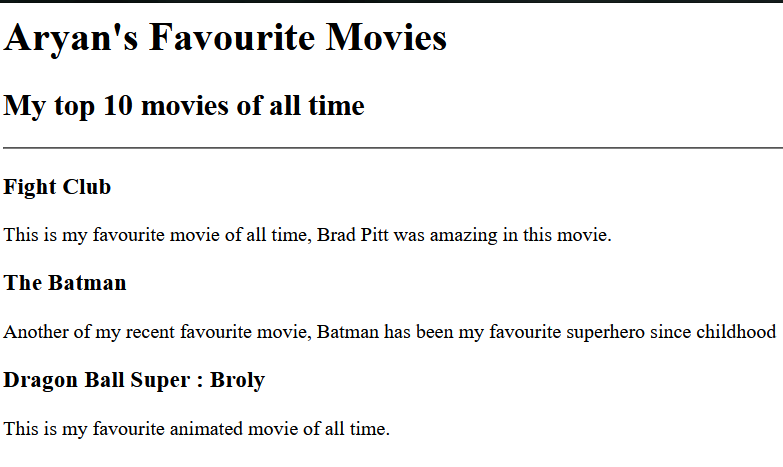 Aryan's Favourite Movies
My top 10 movies of all time
Fight Club
This is my favourite movie of all time, Brad Pitt was amazing in this movie.
The Batman
Another of my recent favourite movie, Batman has been my favourite superhero since childhood
Dragon Ball Super : Broly
This is my favourite animated movie of all time.